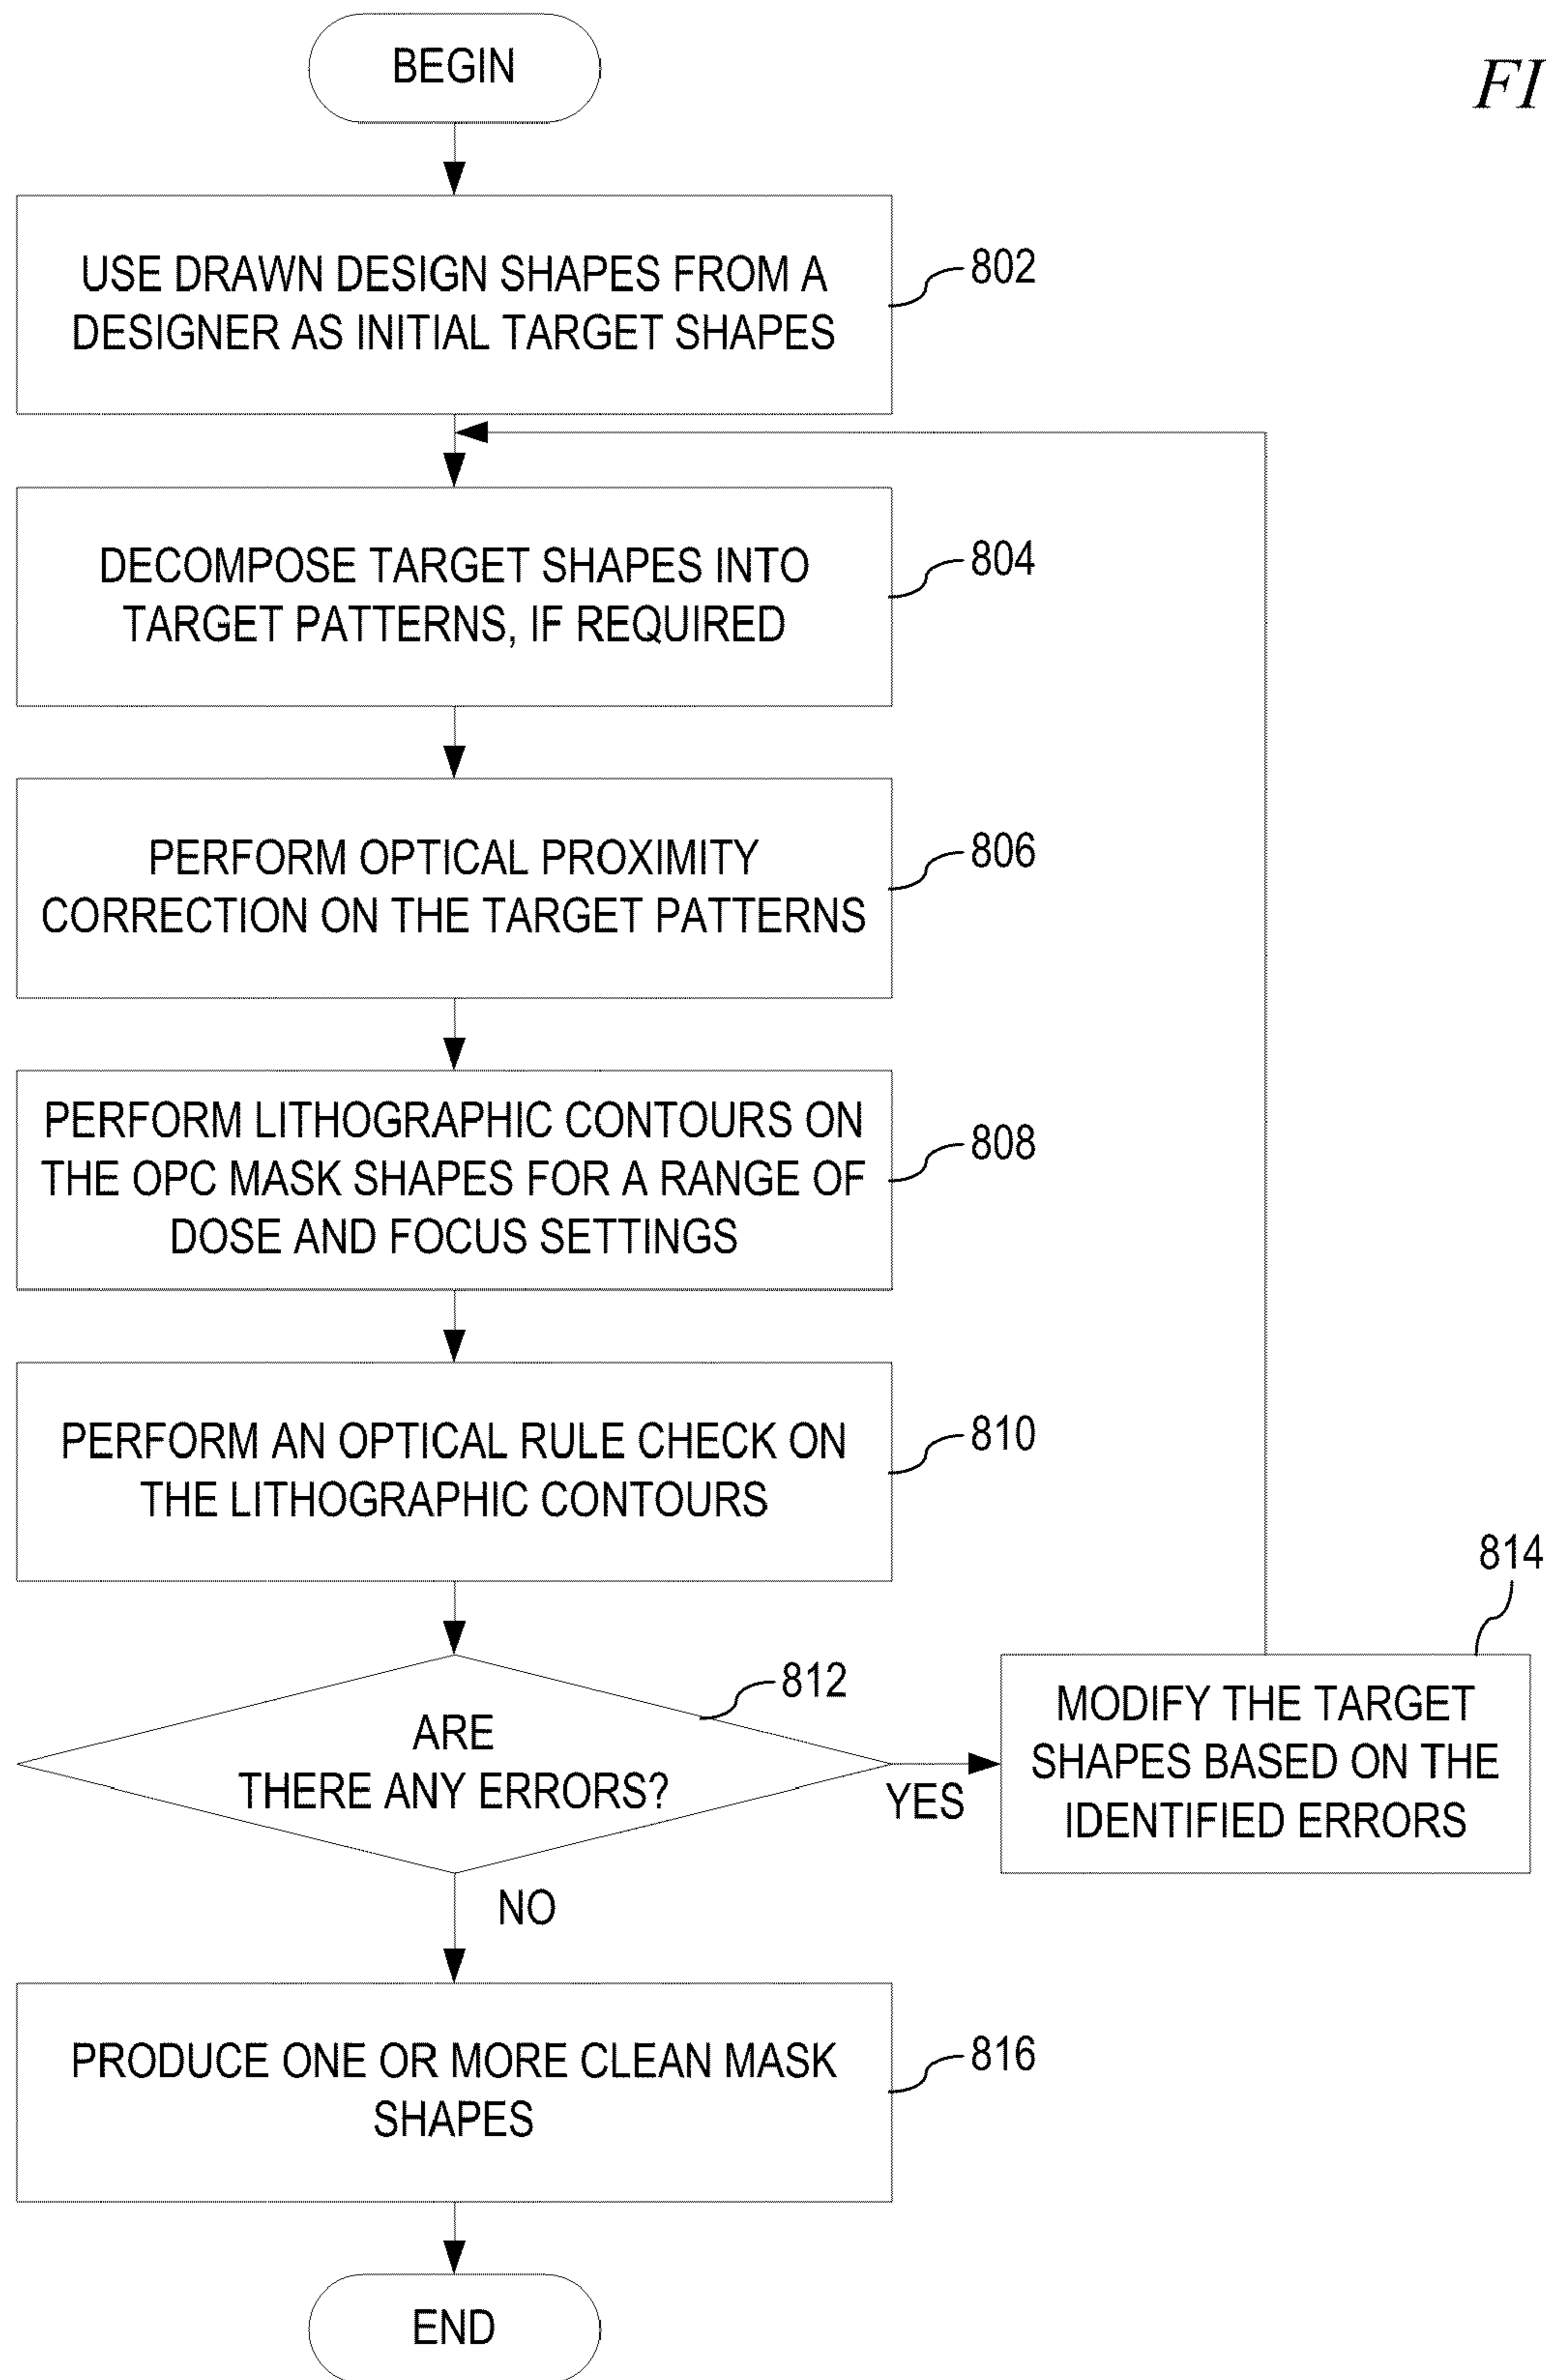 BEGIN
FI
USE DRAWN DESIGN SHAPES FROM A
DESIGNER AS INITIAL TARGET SHAPES
802
DECOMPOSE TARGET SHAPES INTO
TARGET PATTERNS, IF REQUIRED
804
PERFORM OPTICAL PROXIMITY
CORRECTION ON THE TARGET PATTERNS
806
PERFORM LITHOGRAPHIC CONTOURS ON
THE OPC MASK SHAPES FOR A RANGE OF
DOSE AND FOCUS SETTINGS
808
PERFORM AN OPTICAL RULE CHECK ON
THE LITHOGRAPHIC CONTOURS
810
ARE
THERE ANY ERRORS?
812
YES
814
MODIFY THE TARGET
SHAPES BASED ON THE
IDENTIFIED ERRORS
NO
PRODUCE ONE OR MORE CLEAN MASK
SHAPES
816
END